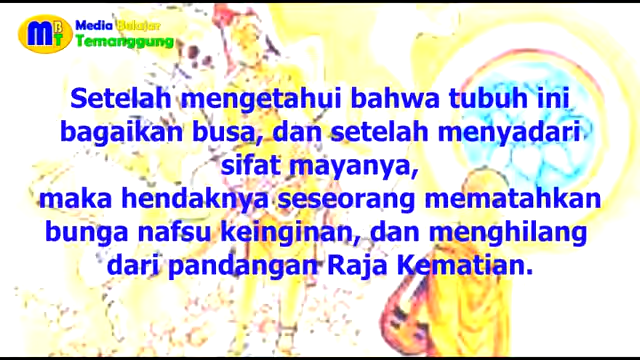 MBT Media Belajar
Temanggung
Setelah mengetahui bahwa tubuh ini
bagaikan busa, dan setelah menyadari
sifat mayanya,
maka hendaknya seseorang mematahkan
bunga nafsu keinginan, dan menghilang
dari pandangan Raja Kematian.